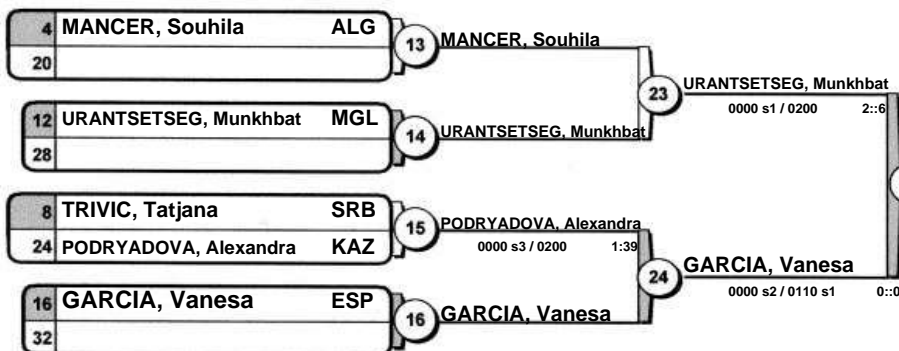 4 MANCER, Souhila ALG
20
13
MANCER, Souhila
12 URANTSETSEG, Munkhbat MGL
28
14
URANTSETSEG, Munkhbat
23
URANTSETSEG, Munkhbat
0000 s1 / 0200 2::6
8 TRIVIC, Tatjana SRB
24 PODRYADOVA, Alexandra KAZ
15
PODRYADOVA, Alexandra
0000 s3 / 0200 1:39
16 GARCIA, Vanesa ESP
32
16
GARCIA, Vanesa
24
GARCIA, Vanesa
0000 s2 / 0110 s1 0::0